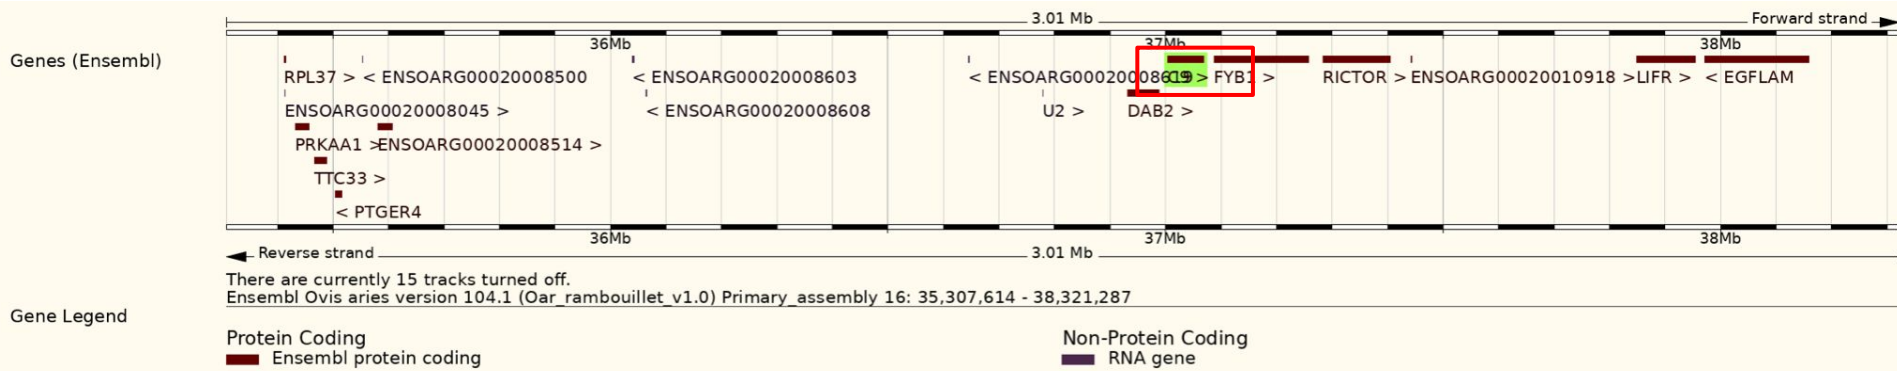 3.01 Mb Forward strand
36Mb 37Mb 38Mb
Genes (Ensembl)
RPL37 > < ENSOARG00020008500 < ENSOARG00020008603 < ENSOARG00020008619 C9 > FYB1 > RICTOR > ENSOARG00020010918 > LIFR > < EGFLAM
ENSOARG00020008045 > < ENSOARG00020008608 U2 > DAB2 >
PRKAA1 > ENSOARG00020008514 >
TTC33 >
< PTGER4
36Mb 37Mb 38Mb
Reverse strand 3.01 Mb
There are currently 15 tracks turned off.
Ensembl Ovis aries version 104.1 (Oar_rambouillet_v1.0) Primary_assembly 16: 35,307,614 - 38,321,287
Gene Legend
Protein Coding Non-Protein Coding
Ensembl protein coding RNA gene